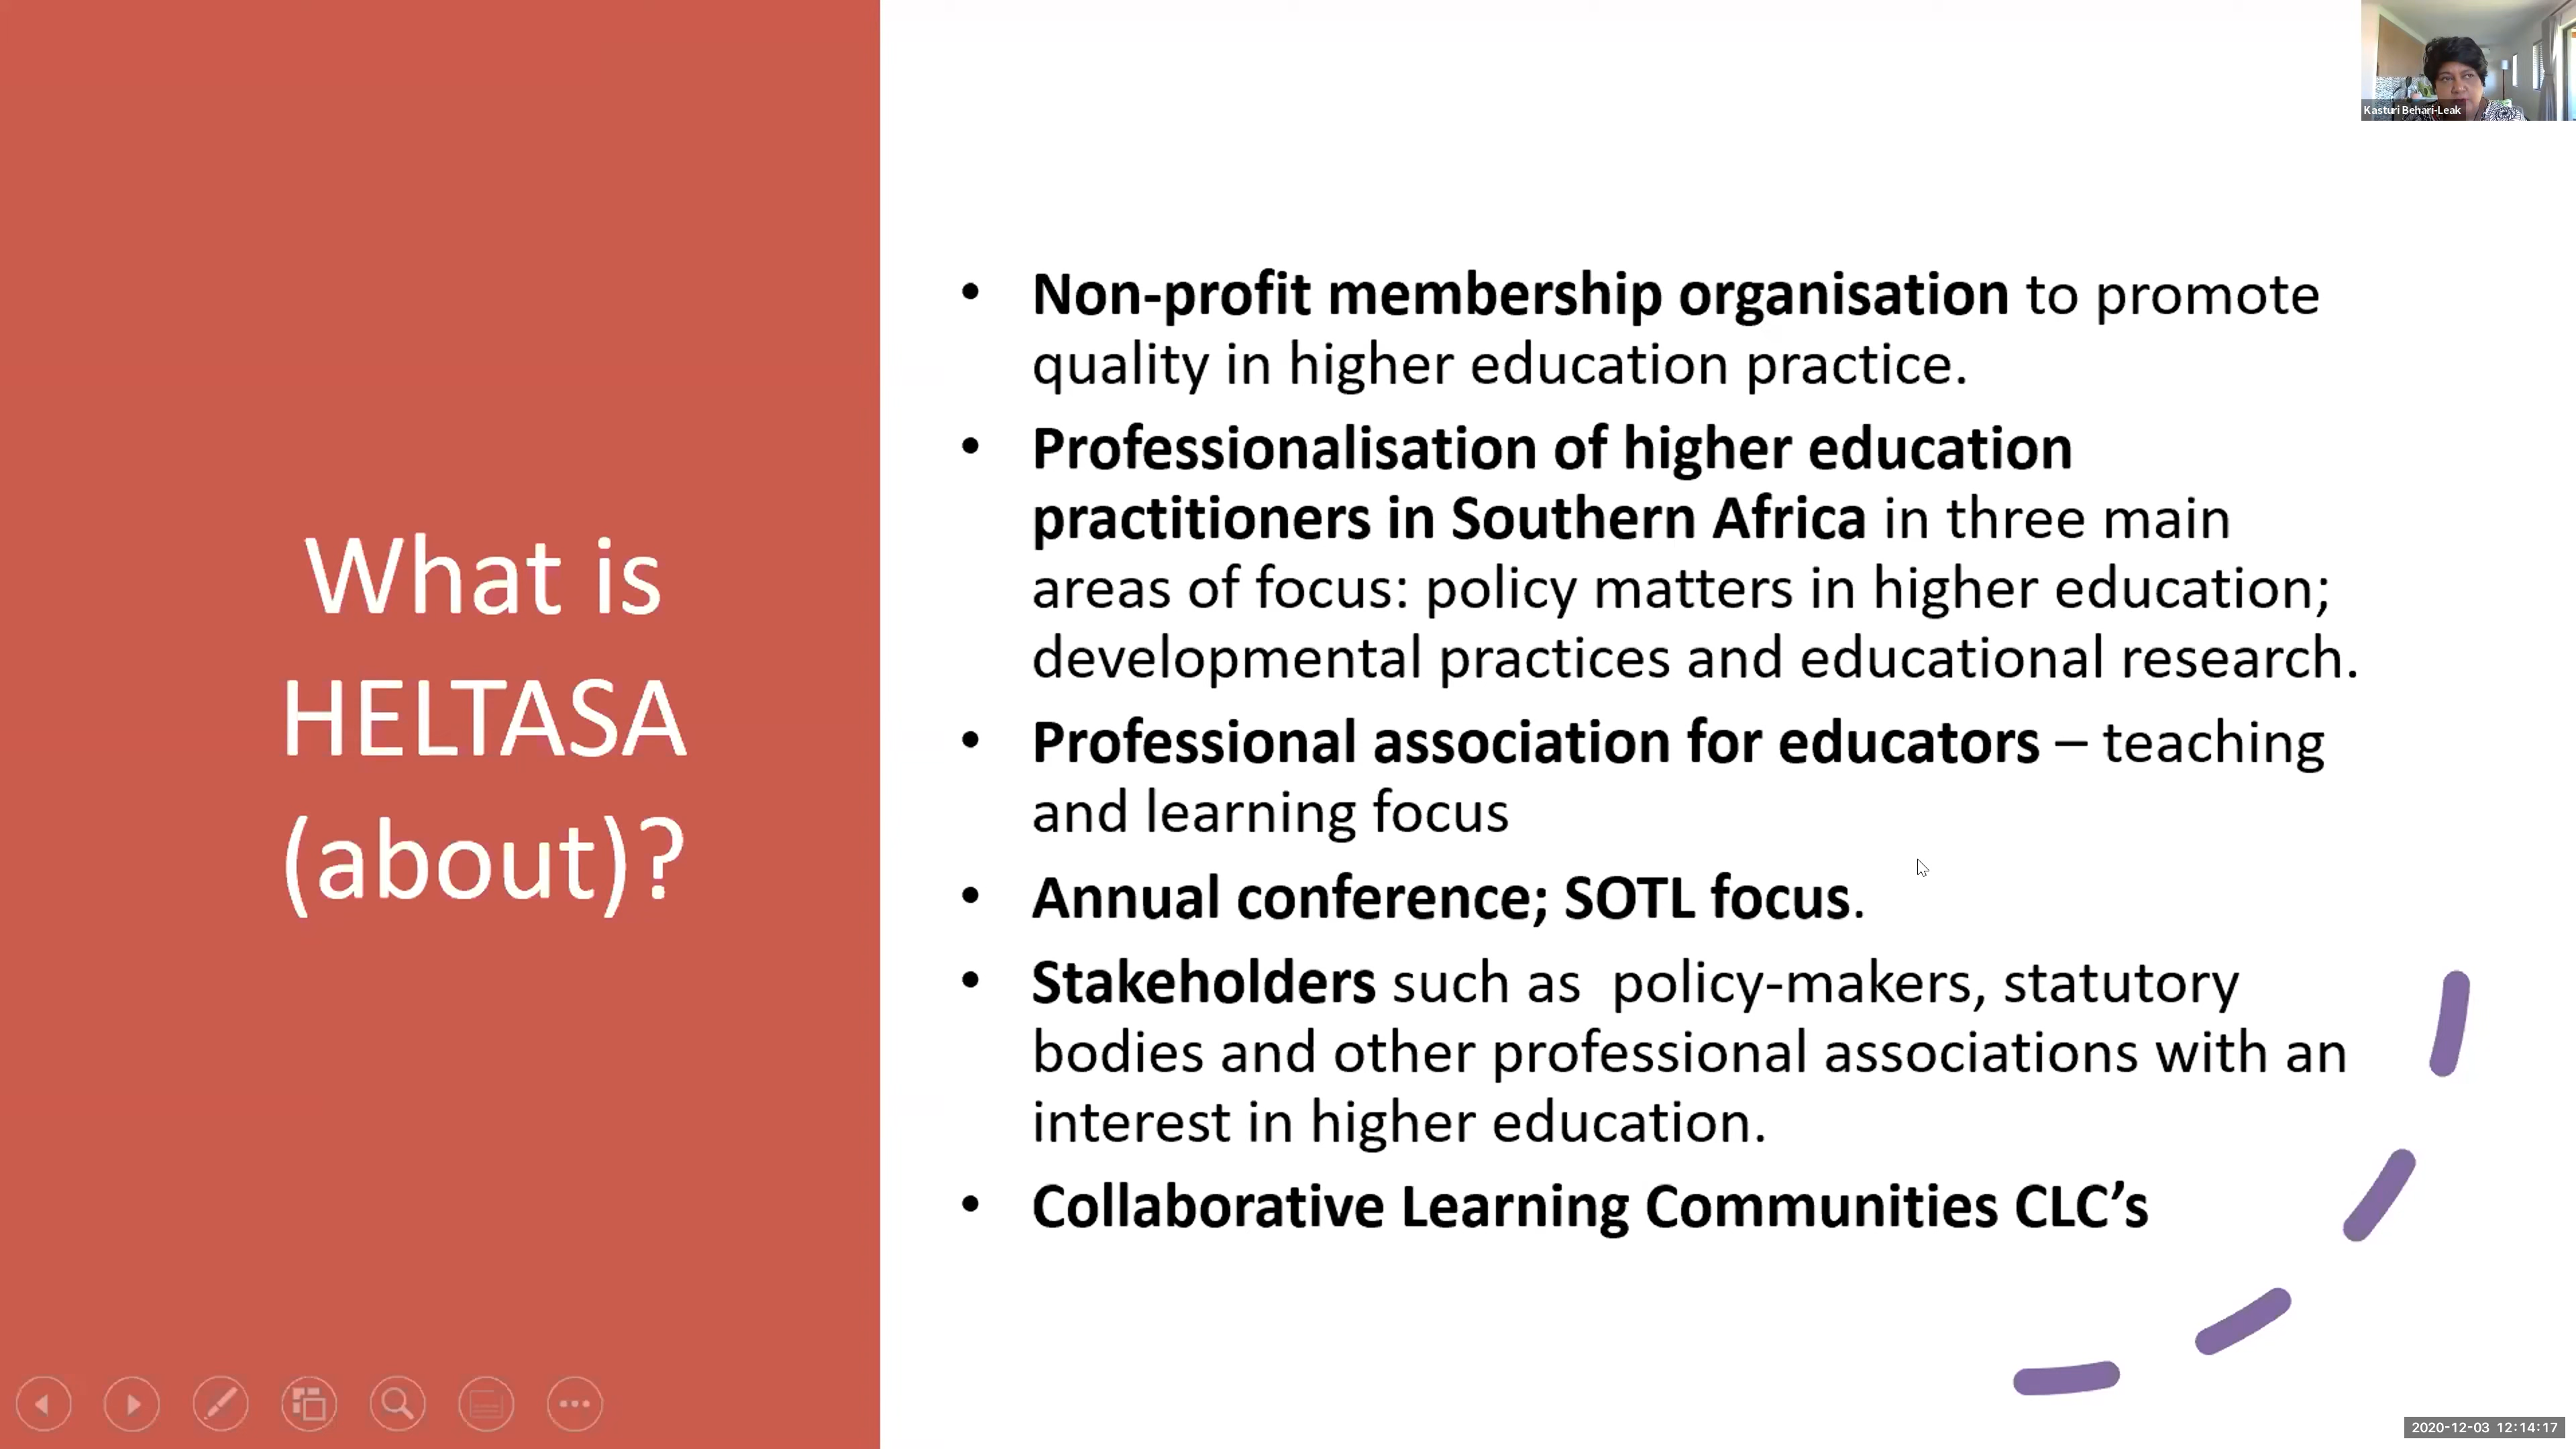 What is
HELTASA
(about)?
• Non-profit membership organisation to promote
quality in higher education practice.
• Professionalisation of higher education
practitioners in Southern Africa in three main
areas of focus: policy matters in higher education;
developmental practices and educational research.
• Professional association for educators – teaching
and learning focus
• Annual conference; SOTL focus.
• Stakeholders such as  policy-makers, statutory
bodies and other professional associations with an
interest in higher education.
• Collaborative Learning Communities CLC’s
Kasturi Behari-Leak
2020-12-03 12:14:17